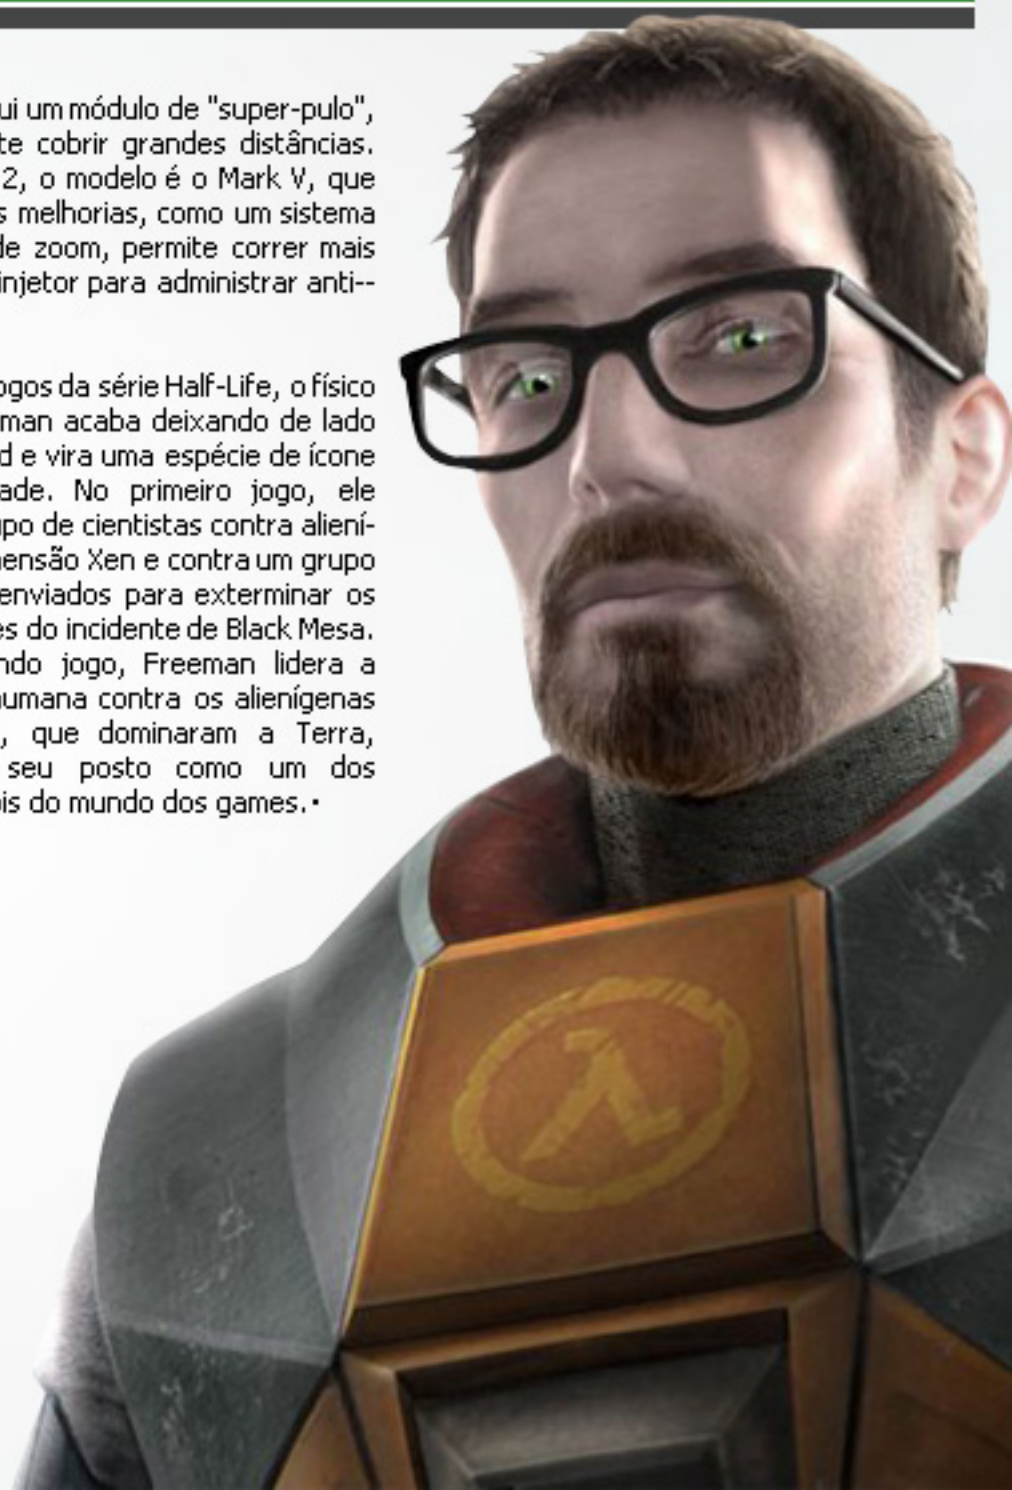 ui um módulo de "super-pulo",
te cobrir grandes distâncias.
2, o modelo é o Mark V, que
s melhorias, como um sistema
de zoom, permite correr mais
injetor para administrar anti--
ogos da série Half-Life, o físico
man acaba deixando de lado
d e vira uma espécie de ícone
ade. No primeiro jogo, ele
upo de cientistas contra aliení-
ensão Xen e contra um grupo
enviados para exterminar os
es do incidente de Black Mesa.
ndo jogo, Freeman lidera a
humana contra os alienígenas
, que dominaram a Terra,
seu posto como um dos
is do mundo dos games.·
λ